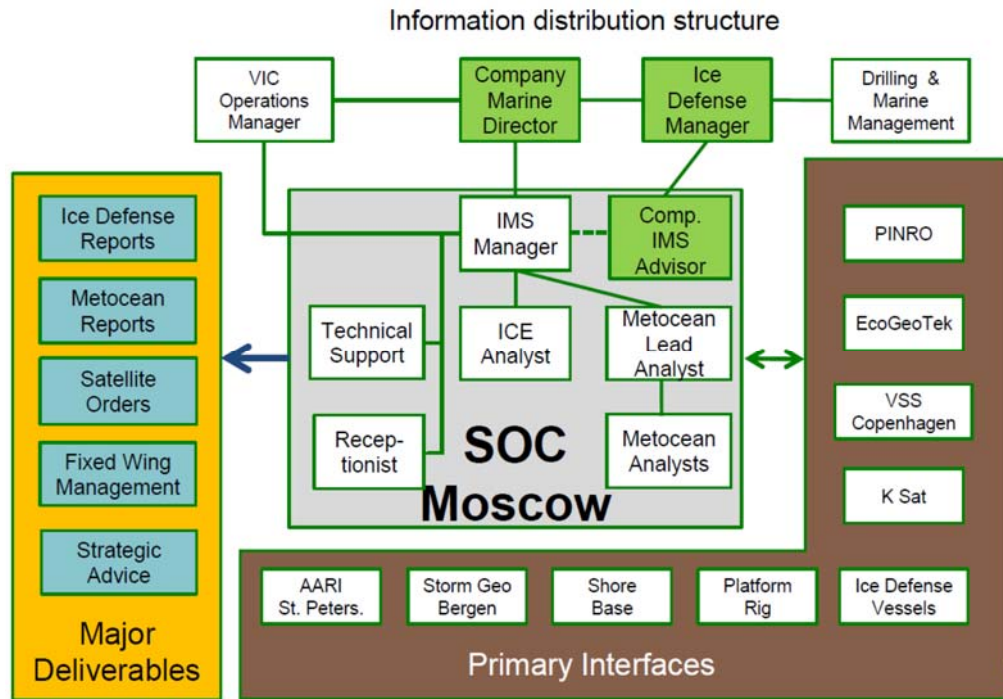 Information distribution structure
VIC
Operations
Manager
Company
Marine
Director
Ice
Defense
Manager
Drilling &
Marine
Management
Ice Defense
Reports
Metocean
Reports
Satellite
Orders
Fixed Wing
Management
Strategic
Advice
Major
Deliverables
IMS
Manager
Comp.
IMS
Advisor
Technical
Support
ICE
Analyst
Metocean
Lead
Analyst
Recep-
tionist
Metocean
Analysts
SOC
Moscow
PINRO
EcoGeoTek
VSS
Copenhagen
K Sat
AARI
St. Peters.
Storm Geo
Bergen
Shore
Base
Platform
Rig
Ice Defense
Vessels
Primary Interfaces